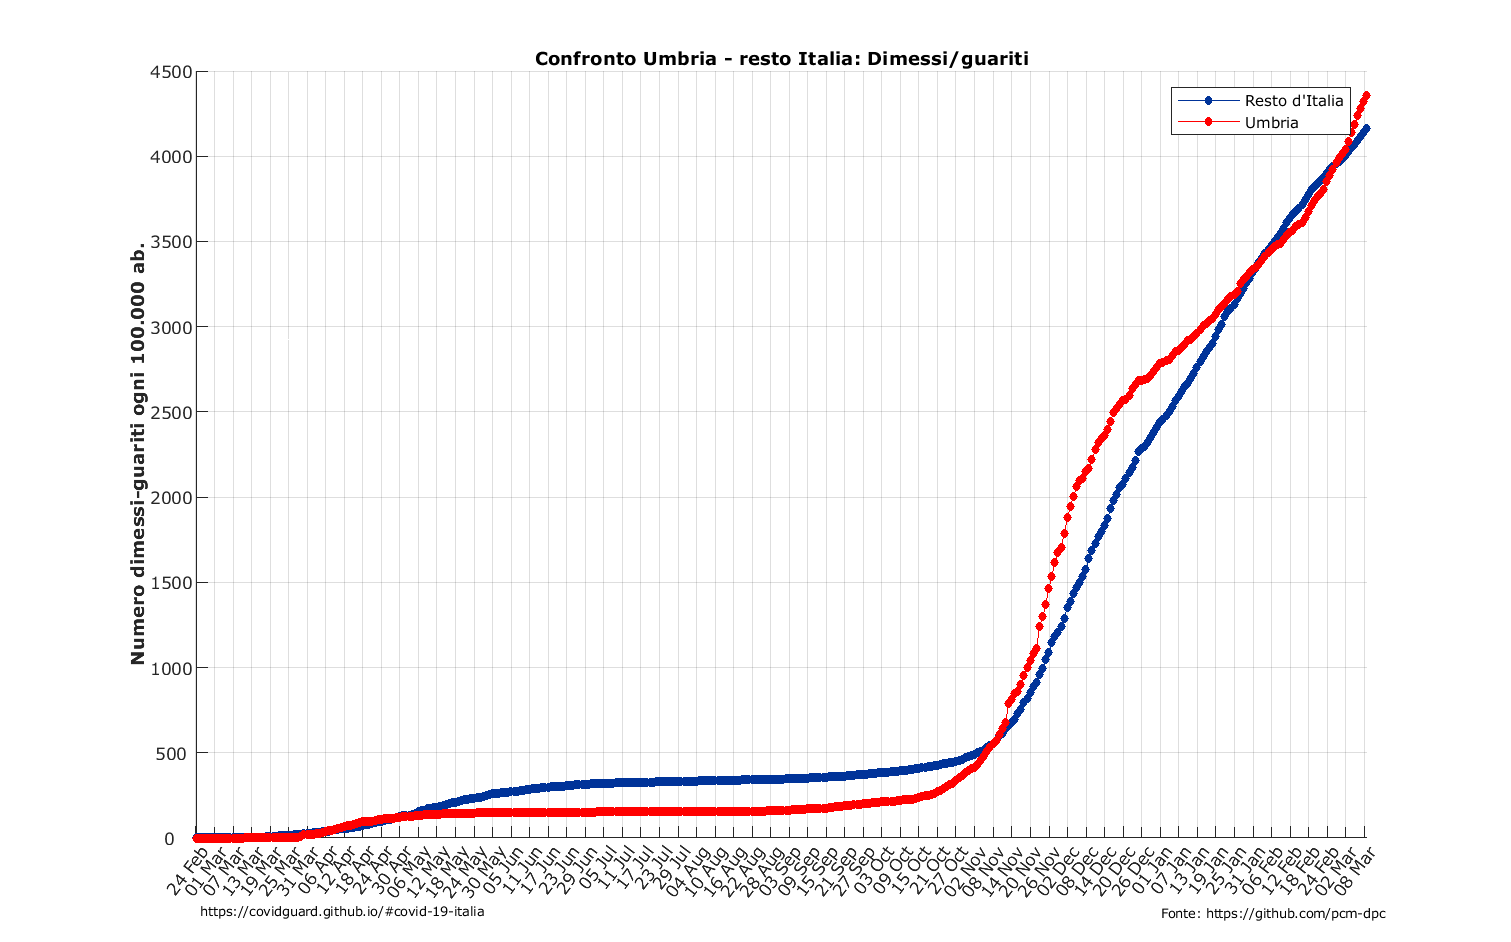 Confronto Umbria - resto Italia: Dimessi/guariti
Numero dimessi-guariti ogni 100.000 ab.
4500
4000
3500
3000
2500
2000
1500
1000
500
0
Resto d'Italia
Umbria
24 Feb
01 Mar
07 Mar
13 Mar
19 Mar
25 Mar
31 Mar
06 Apr
12 Apr
18 Apr
24 Apr
30 Apr
06 May
12 May
18 May
24 May
30 May
05 Jun
11 Jun
17 Jun
23 Jun
29 Jun
05 Jul
11 Jul
17 Jul
23 Jul
29 Jul
04 Aug
10 Aug
16 Aug
22 Aug
28 Aug
03 Sep
09 Sep
15 Sep
21 Sep
27 Sep
03 Oct
09 Oct
15 Oct
21 Oct
27 Oct
02 Nov
08 Nov
14 Nov
20 Nov
26 Nov
02 Dec
08 Dec
14 Dec
20 Dec
26 Dec
01 Jan
07 Jan
13 Jan
19 Jan
25 Jan
31 Jan
06 Feb
12 Feb
18 Feb
24 Feb
02 Mar
08 Mar
https://covidguard.github.io/#covid-19-italia
Fonte: https://github.com/pcm-dpc